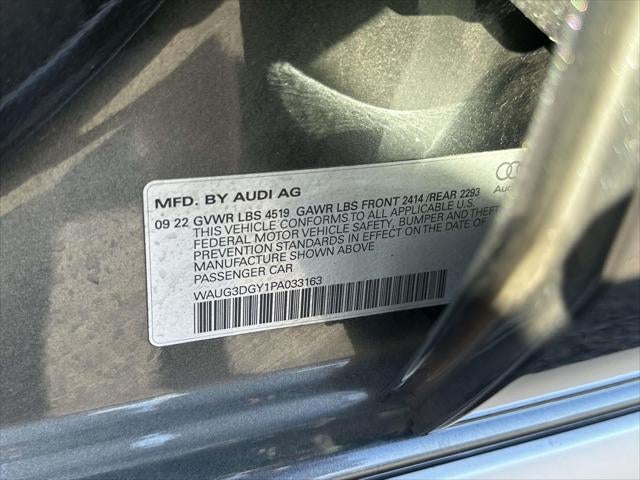 MFD. BY AUDI AG
09 22 GVWR LBS 4519 GAWR LBS FRONT 2414 /REAR 2293
THIS VEHICLE CONFORMS TO ALL APPLICABLE U.S.
FEDERAL MOTOR VEHICLE SAFETY, BUMPER AND THEFT
PREVENTION STANDARDS IN EFFECT ON THE DATE OF
MANUFACTURE SHOWN ABOVE
PASSENGER CAR
WAUG3DGY1PA033163